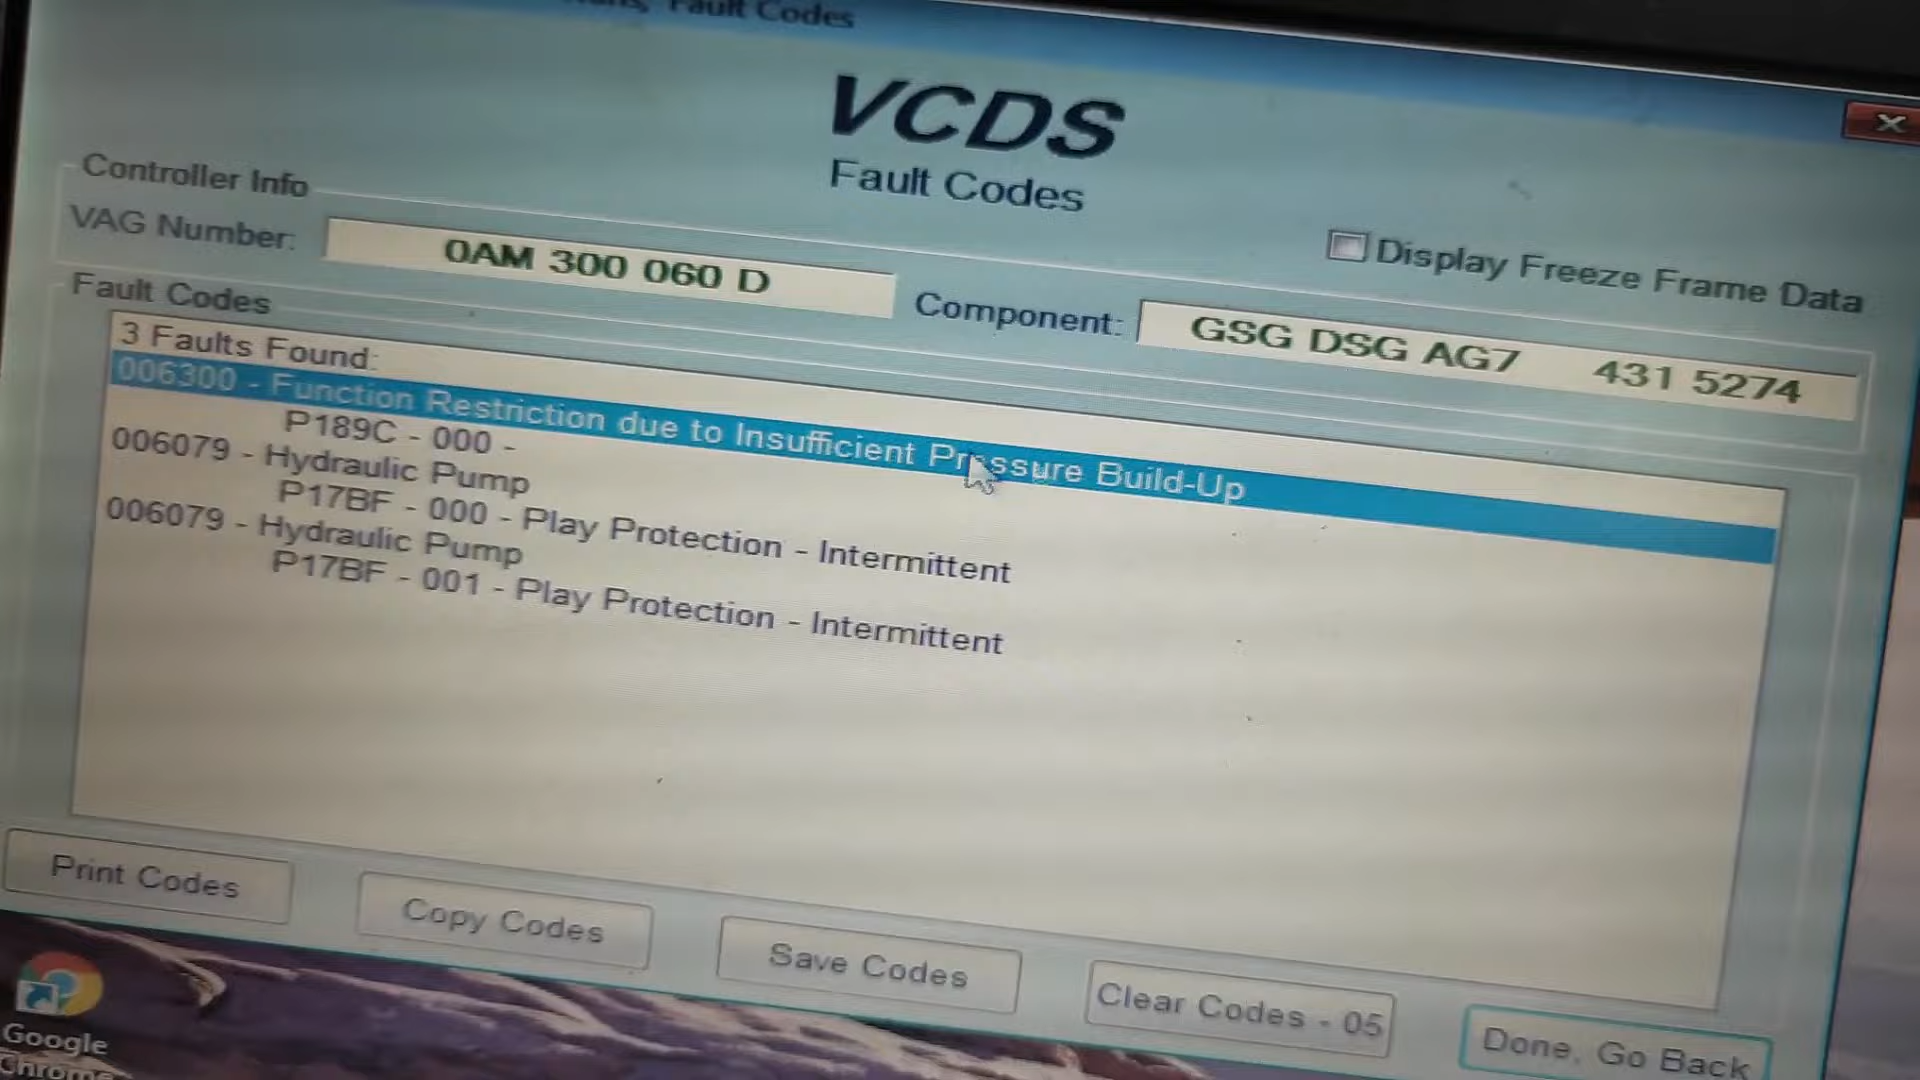 Fault Codes
VCDS
Fault Codes
Controller Info
VAG Number: 0AM 300 060 D
Component: GSG DSG AG7 431 5274
Display Freeze Frame Data
Fault Codes
3 Faults Found:
006300 - Function Restriction due to Insufficient Pressure Build-Up
P189C - 000 -
006079 - Hydraulic Pump
P17BF - 000 - Play Protection - Intermittent
006079 - Hydraulic Pump
P17BF - 001 - Play Protection - Intermittent
Print Codes
Copy Codes
Save Codes
Clear Codes - 05
Done, Go Back
Google
Chrome